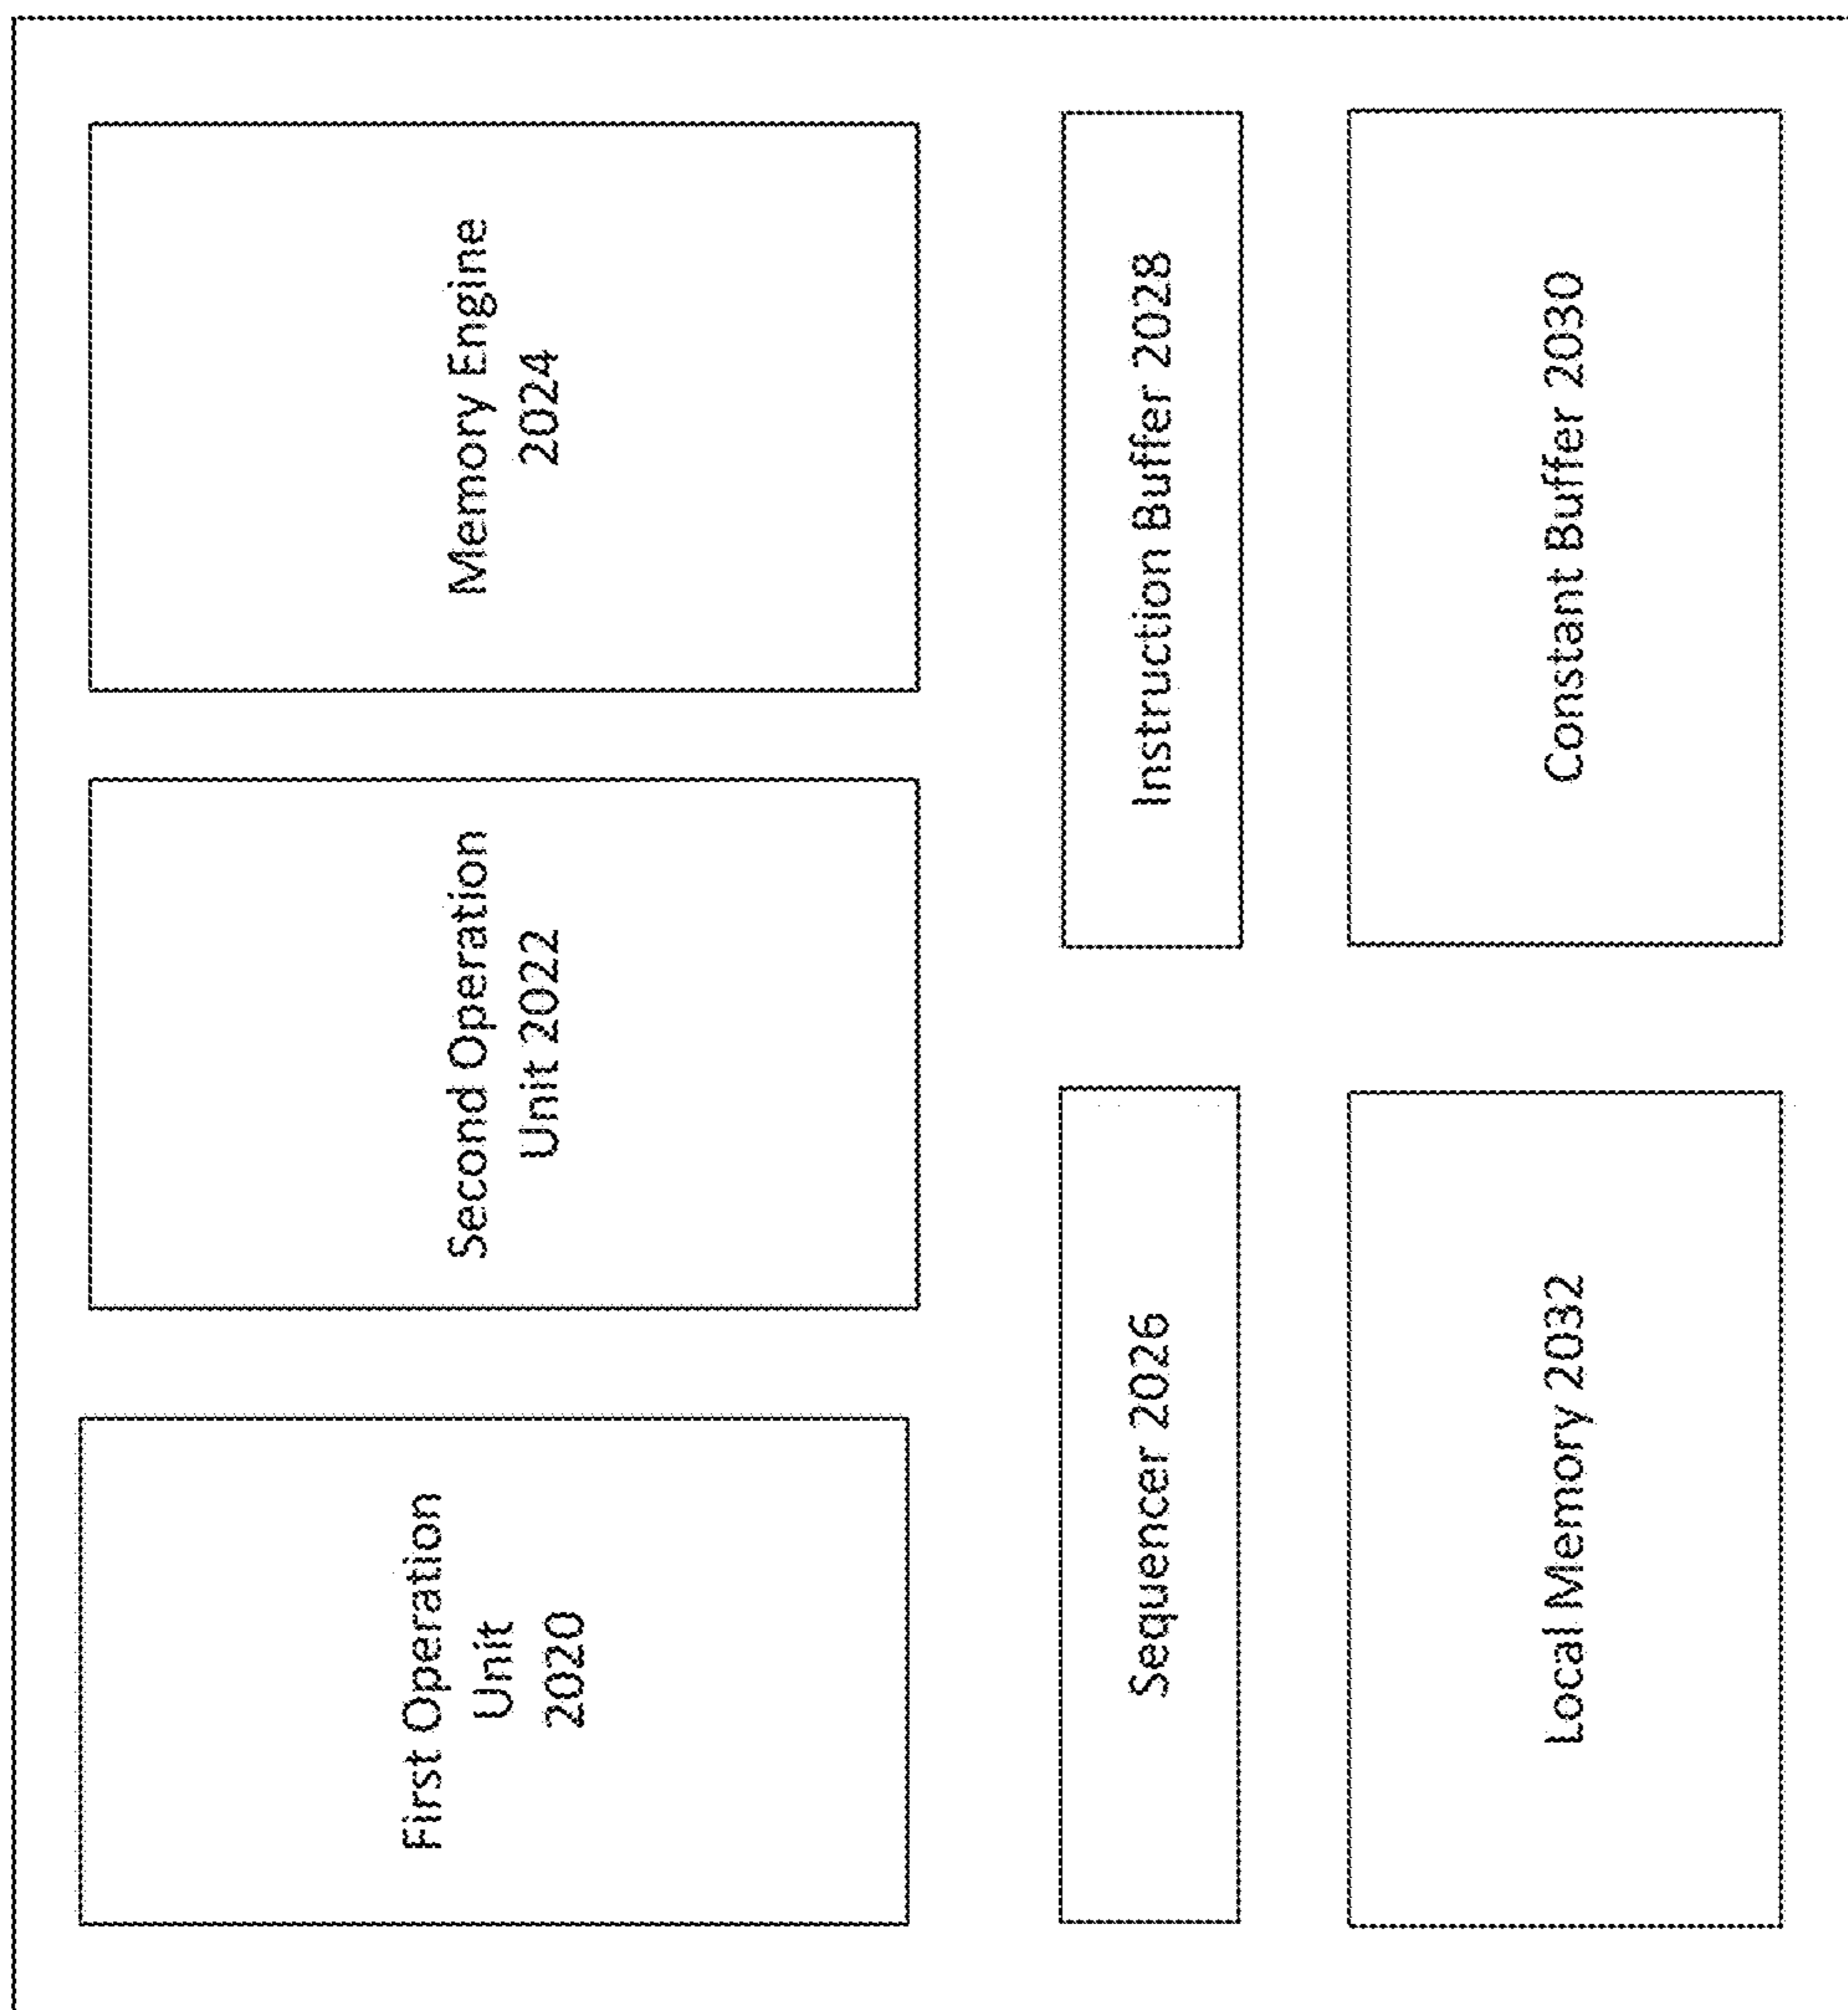 First Operation
Unit
2020
Second Operation
Unit 2022
Memory Engine
2024
Sequencer 2026
Instruction Buffer 2028
Local Memory 2032
Constant Buffer 2030